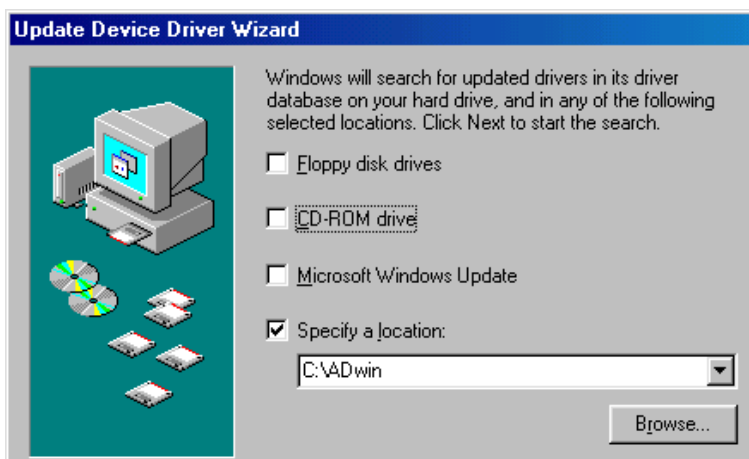 Update Device Driver Wizard
Windows will search for updated drivers in its driver
database on your hard drive, and in any of the following
selected locations. Click Next to start the search.
Floppy disk drives
CD-ROM drive
Microsoft Windows Update
Specify a location:
C:\ADwin
Browse...